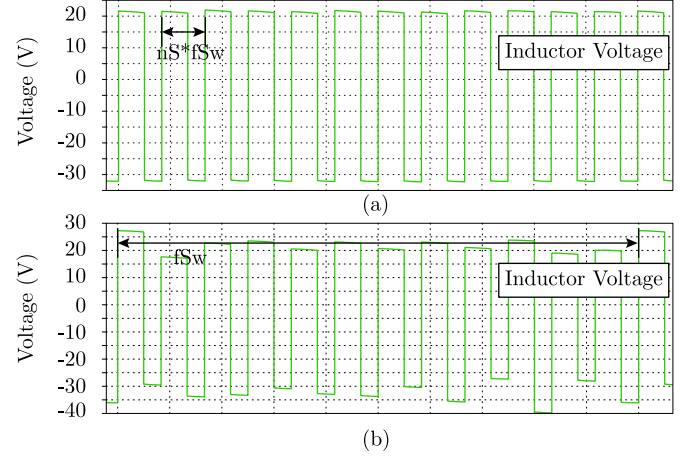 20
10
0
-10
-20
-30
Voltage (V)
nS*fSw
Inductor Voltage
(a)
30
20
10
0
-10
-20
-30
-40
Voltage (V)
fSw
Inductor Voltage
(b)